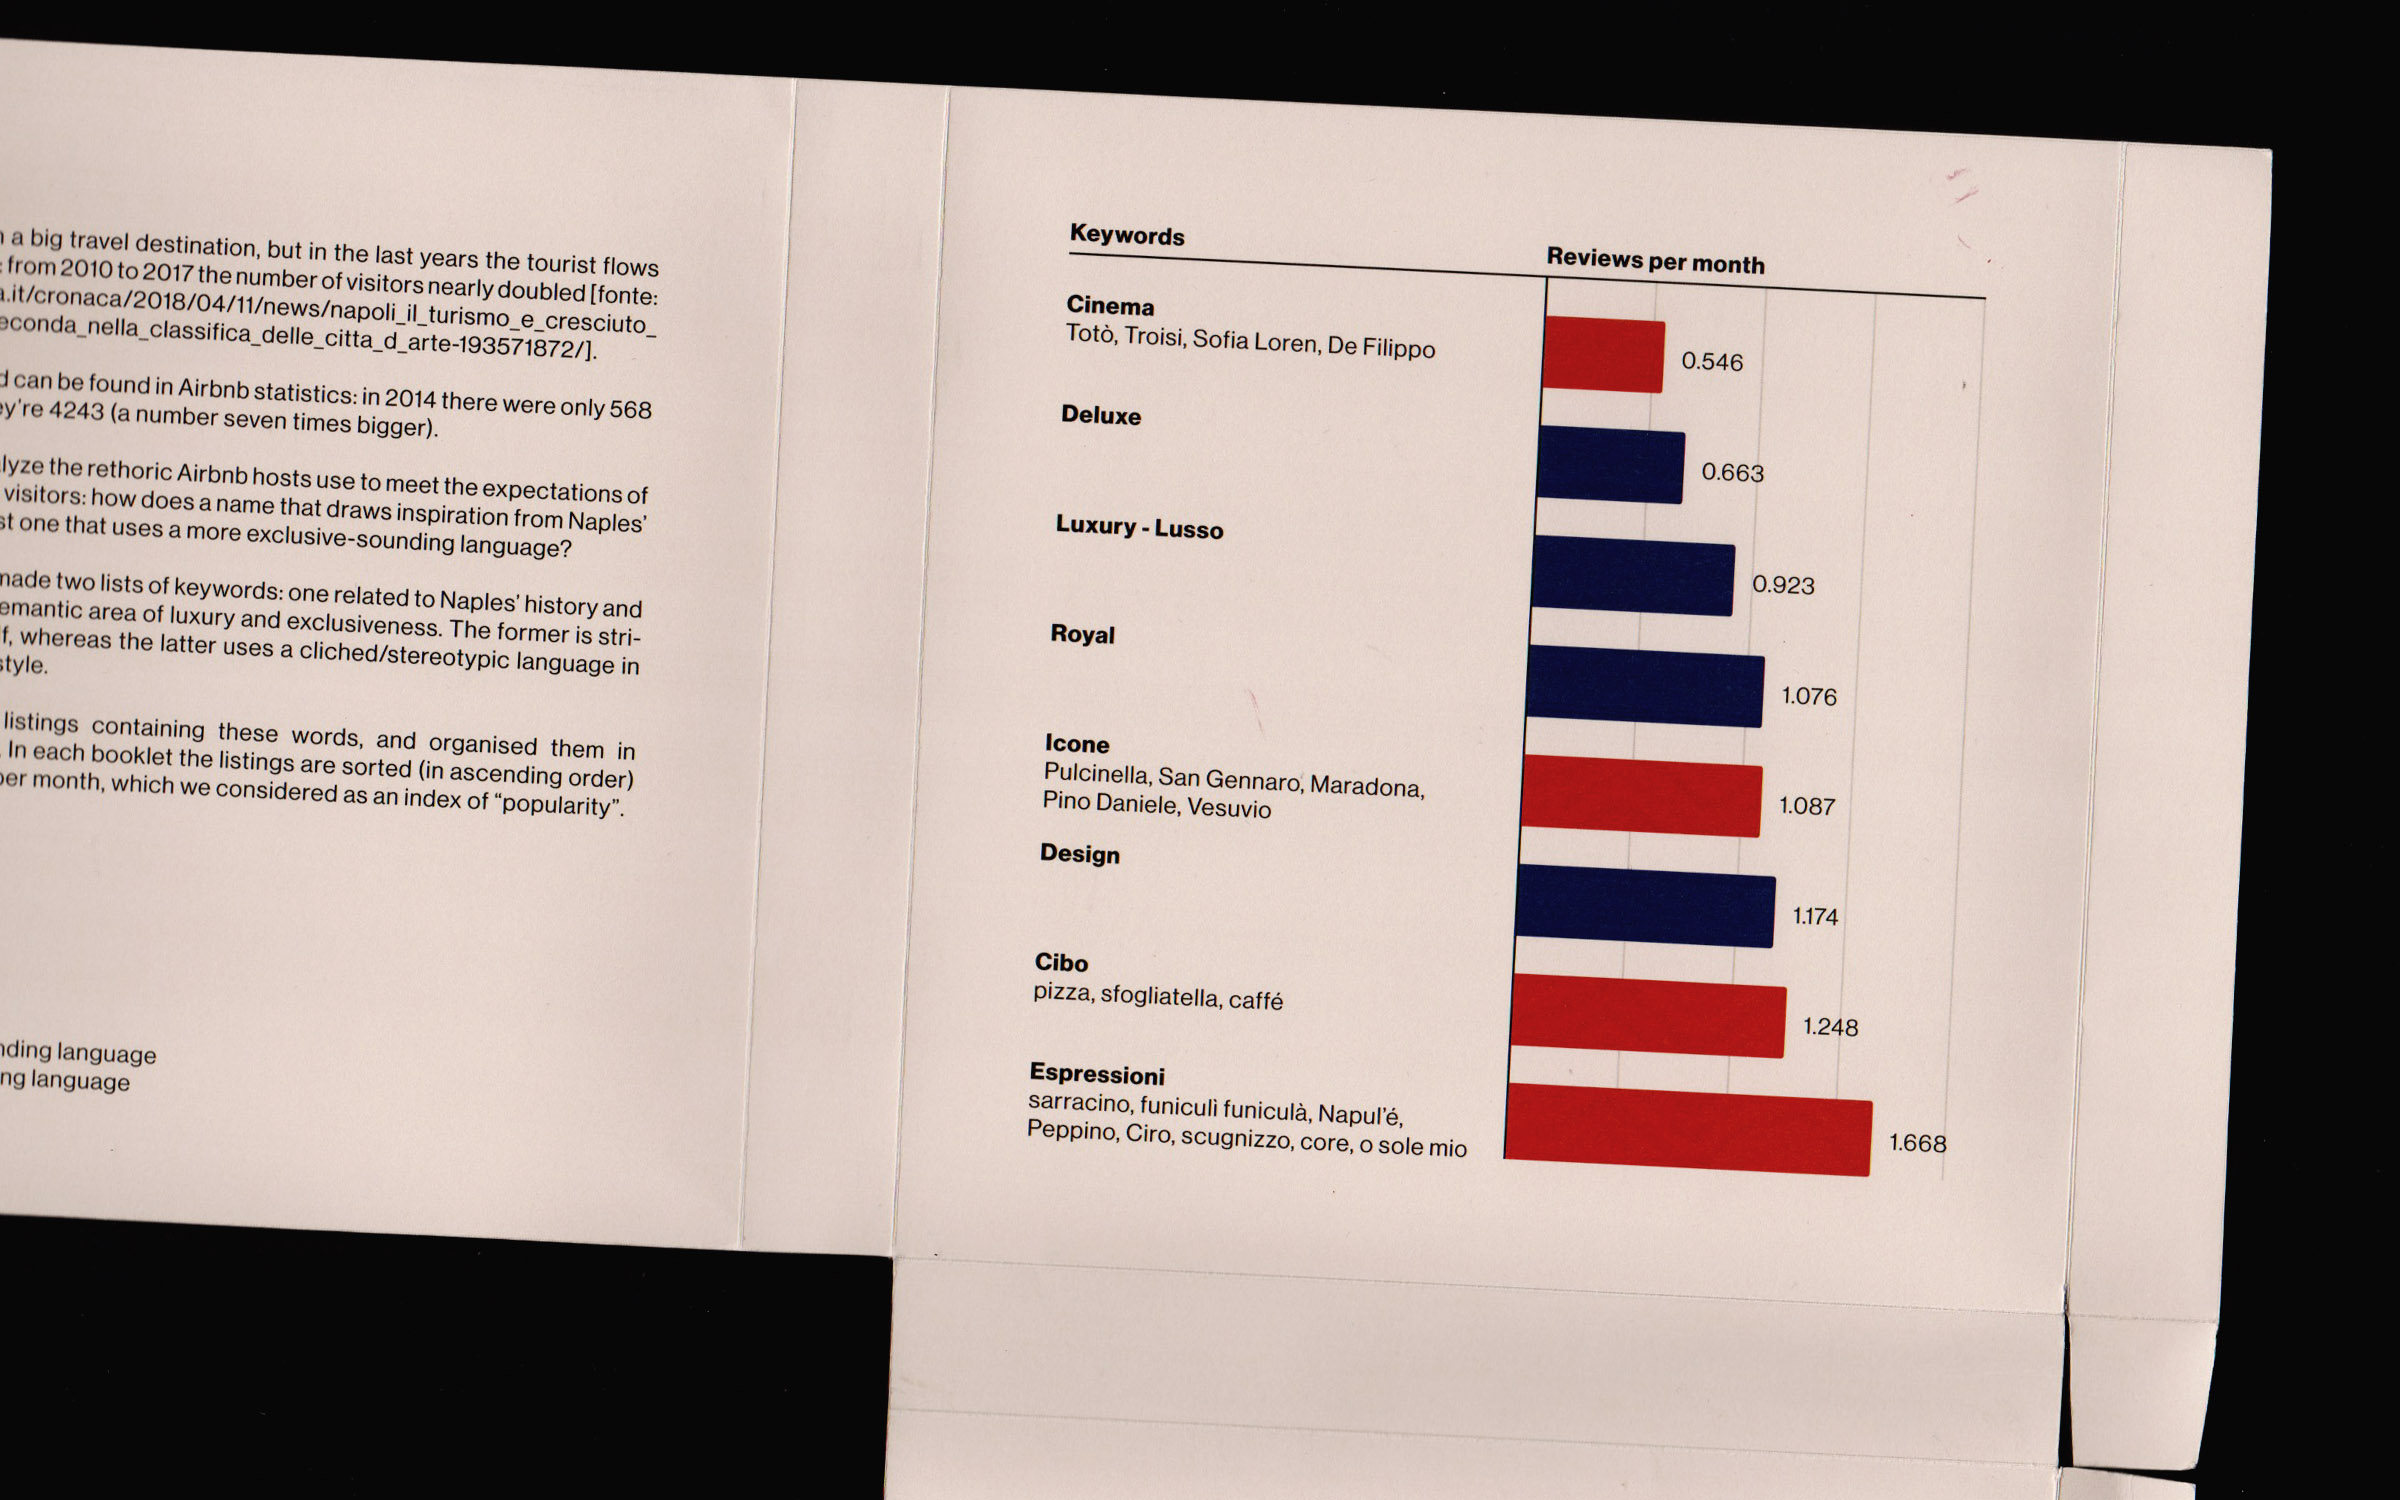 a big travel destination, but in the last years the tourist flows
from 2010 to 2017 the number of visitors nearly doubled [fonte:
.it/cronaca/2018/04/11/news/napoli_il_turismo_e_cresciuto_
econda_nella_classifica_delle_citta_d_arte-193571872/].
can be found in Airbnb statistics: in 2014 there were only 568
ey're 4243 (a number seven times bigger).
lyze the rethoric Airbnb hosts use to meet the expectations of
visitors: how does a name that draws inspiration from Naples'
st one that uses a more exclusive-sounding language?
made two lists of keywords: one related to Naples' history and
emantic area of luxury and exclusiveness. The former is stri-
f, whereas the latter uses a cliched/stereotypic language in
style.
listings containing these words, and organised them in
. In each booklet the listings are sorted (in ascending order)
per month, which we considered as an index of “popularity”.
nding language
ng language
Keywords
Reviews per month
Cinema
Totò, Troisi, Sofia Loren, De Filippo
0.546
Deluxe
0.663
Luxury - Lusso
0.923
Royal
1.076
Icone
Pulcinella, San Gennaro, Maradona,
Pino Daniele, Vesuvio
1.087
Design
1.174
Cibo
pizza, sfogliatella, caffé
1.248
Espressioni
sarracino, funiculì funiculà, Napul'é,
Peppino, Ciro, scugnizzo, core, o sole mio
1.668